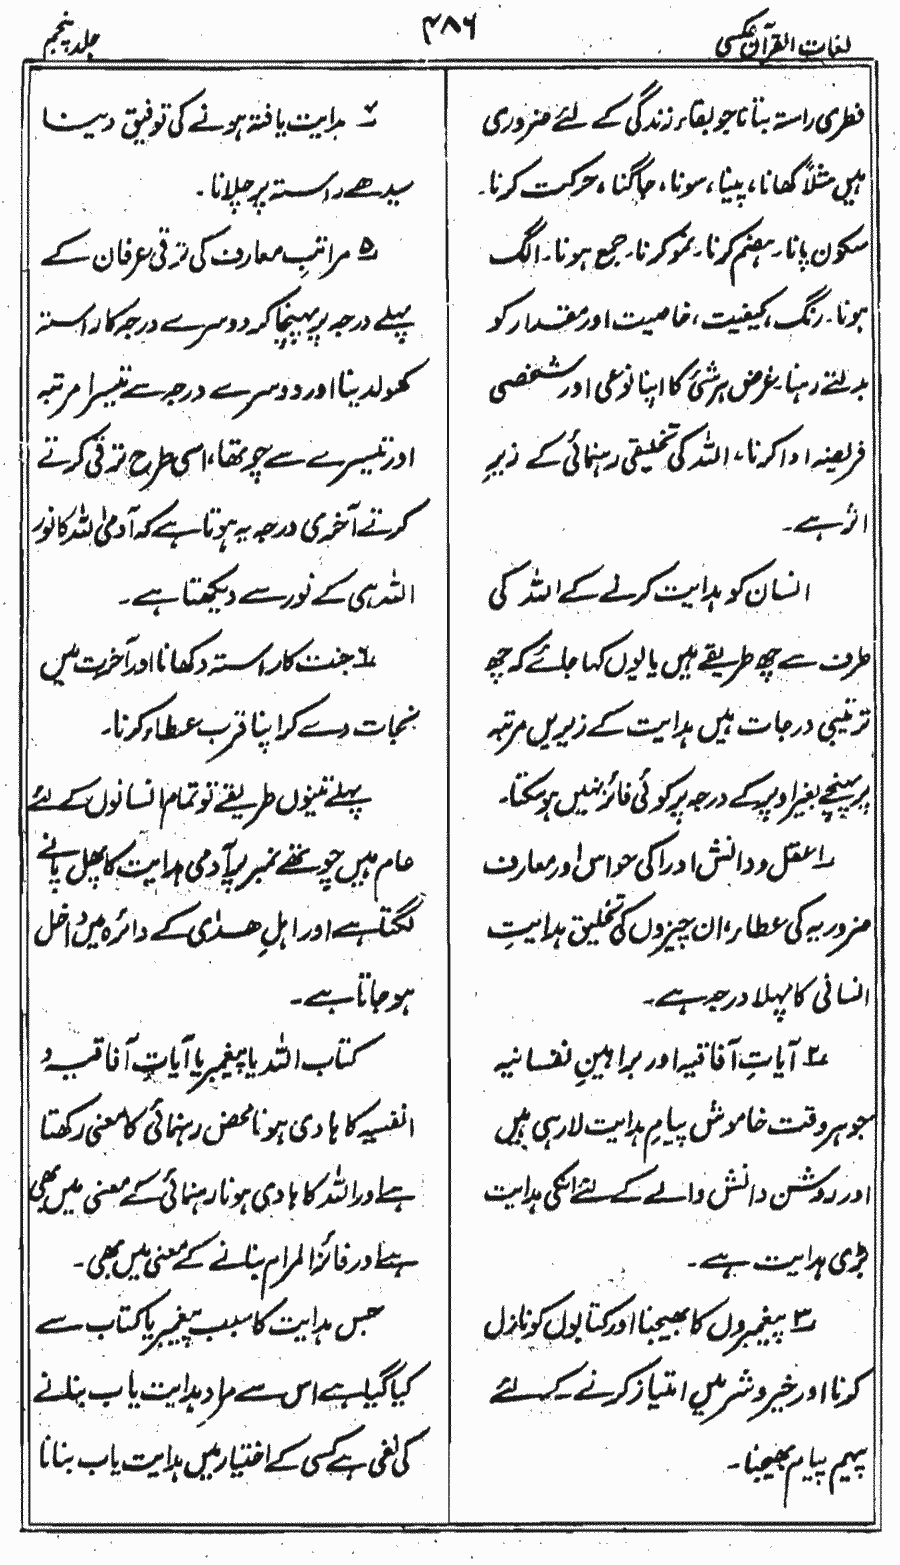 لغات القرآن عکسی
۴۸۶
جلد پنجم
فطری راستہ بتانا جو بقاء زندگی کے لئے ضروری
ہیں مثلاً کھانا، پینا، سونا، جاگنا، حرکت کرنا۔
سکون پانا۔ ہضم کرنا۔ نمو کرنا۔ جمع ہونا۔ الگ
ہونا۔ رنگ، کیفیت، خاصیت اور مقدار کو
بدلتے رہنا۔ غرض ہر شئ کا اپنا نوعی اور شخصی
فریضہ ادا کرنا، اللہ کی تخلیقی رہنمائی کے زیرِ
اثر ہے۔
انسان کو ہدایت کرنے کے اللہ کی
طرف سے چھ طریقے ہیں یا یوں کہا جائے کہ چھ
ترتیبی درجات ہیں ہدایت کے زیریں مرتبہ
پر پہنچے بغیر اوپر کے درجہ پر کوئی فائز نہیں ہو سکتا۔
۱؎ عقل و دانش ادراکی حواس اور معارف
ضروریہ کی عطاء، ان چیزوں کی تخلیق ہدایتِ
انسانی کا پہلا درجہ ہے۔
۲؎ آیاتِ آفاقیہ اور براہینِ نفسانیہ
جو ہر وقت خاموش پیامِ ہدایت لا رہی ہیں
اور روشن دانش والے کے لئے انکی ہدایت
بڑی ہدایت ہے۔
۳؎ پیغمبروں کا بھیجنا اور کتابوں کو نازل
کرنا اور خیر و شر میں امتیاز کرنے کے لئے
پیہم پیام بھیجنا۔
۴؎ ہدایت یافتہ ہونے کی توفیق دینا
سیدھے راستہ پر چلانا۔
۵؎ مراتبِ معارف کی ترقی عرفان کے
پہلے درجہ پر پہنچا کر دوسرے درجہ کا راستہ
کھولدینا اور دوسرے درجہ سے تیسرا مرتبہ
اور تیسرے سے چوتھا، اسی طرح ترقی کرتے
کرتے آخری درجہ یہ ہوتا ہے کہ آدمی اللہ کا نور
اللہ ہی کے نور سے دیکھتا ہے۔
۶؎ جنت کا راستہ دکھانا اور آخرت میں
نجات دے کر اپنا قرب عطاء کرنا۔
پہلے تینوں طریقے تو تمام انسانوں کے لئے
عام ہیں چوتھے نمبر پر آدمی ہدایت کا پھل پانے
لگتا ہے اور اہلِ ھدیٰ کے دائرہ میں داخل
ہو جاتا ہے۔
کتاب اللہ یا پیغمبر یا آیات آفاقیہ و
انفسیہ کا ہادی ہونا محض رہنمائی کا معنی رکھتا
ہے اور اللہ کا ہادی ہونا رہنمائی کے معنی میں بھی
ہے اور فائز المرام بنانے کے معنی میں بھی۔
جس ہدایت کا سبب پیغمبر یا کتاب سے
کیا گیا ہے اس سے مراد ہدایت یاب بنانے
کی نفی ہے کسی کے اختیار میں ہدایت یاب بنانا